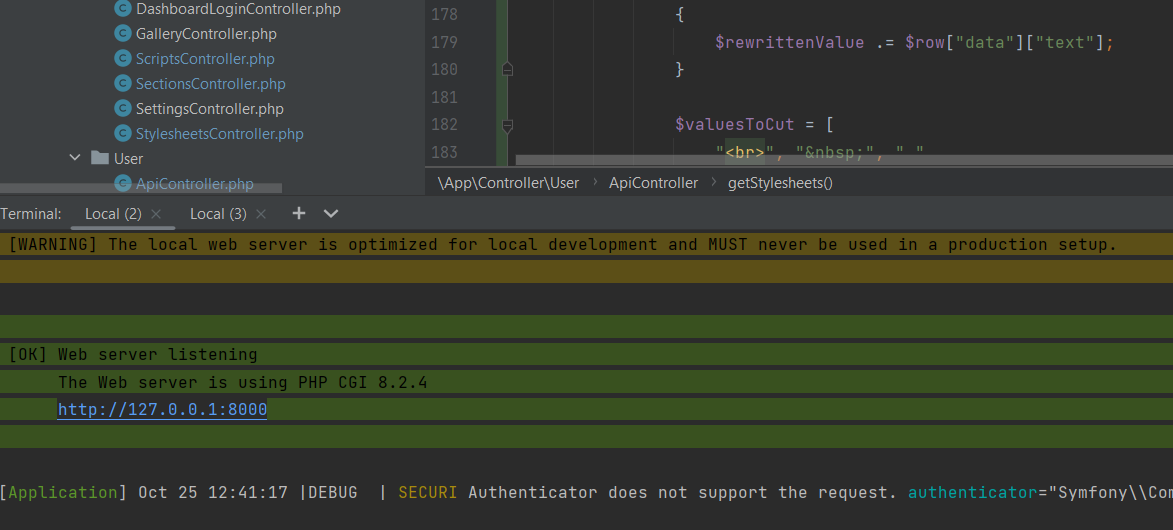 DashboardLoginController.php
GalleryController.php
ScriptsController.php
SectionsController.php
SettingsController.php
StylesheetsController.php
User
ApiController.php
178 {
179 $rewrittenValue .= $row["data"]["text"];
180 }
181
182 $valuesToCut = [
183 "<br>", "&nbsp;", " "
\App\Controller\User > ApiController > getStylesheets()
Terminal: Local (2) × Local (3) × +
[WARNING] The local web server is optimized for local development and MUST never be used in a production setup.
[OK] Web server listening
The Web server is using PHP CGI 8.2.4
http://127.0.0.1:8000
[Application] Oct 25 12:41:17 |DEBUG | SECURI Authenticator does not support the request. authenticator="Symfony\\Com